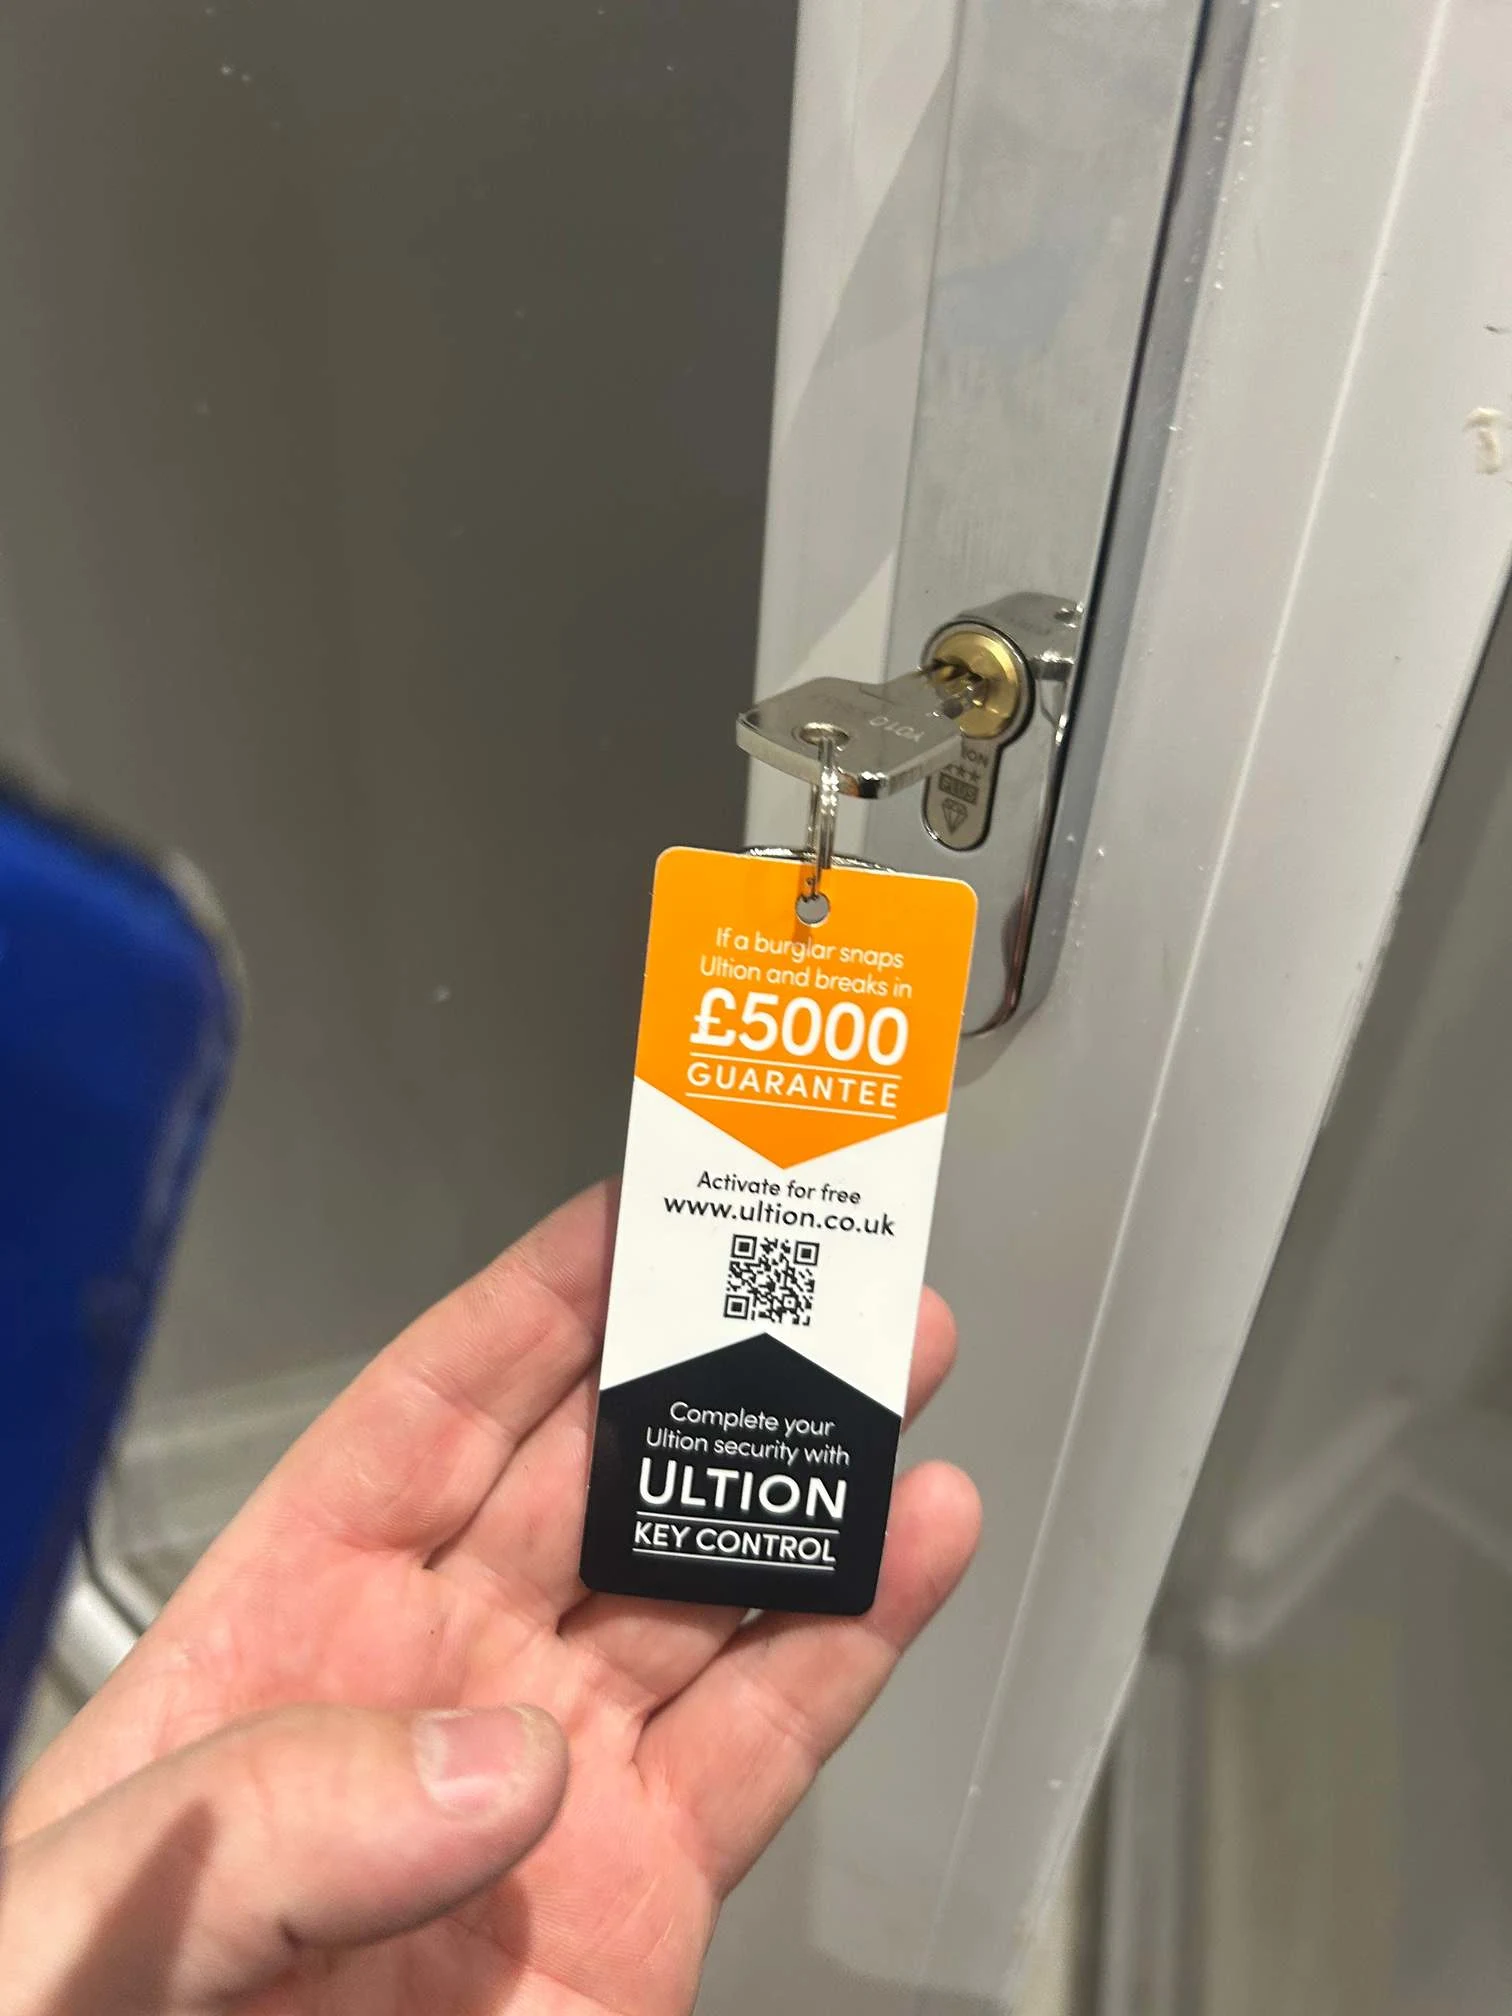 If a burglar snaps
Ultion and breaks in
£5000
GUARANTEE
Activate for free
www.ultion.co.uk
Complete your
Ultion security with
ULTION
KEY CONTROL